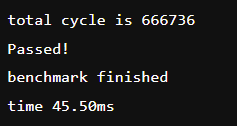 total cycle is 666736
Passed!
benchmark finished
time 45.50ms